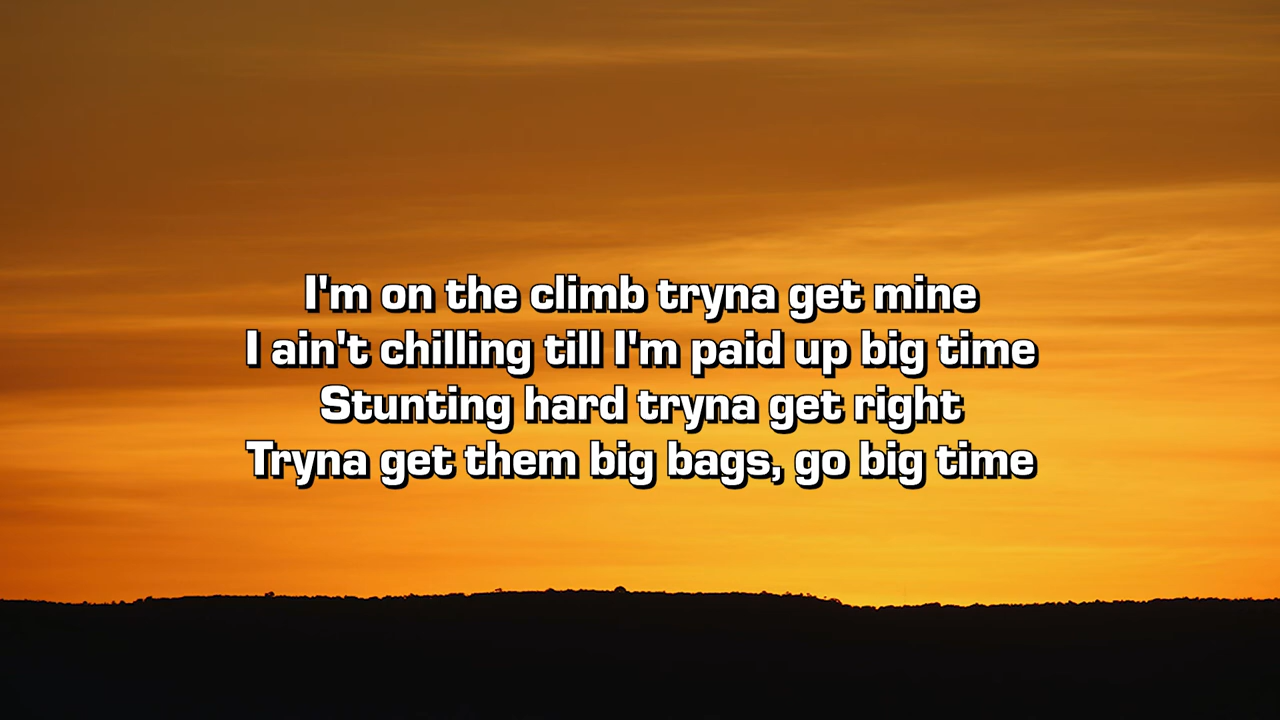 I'm on the climb tryna get mine
I ain't chilling till I'm paid up big time
Stunting hard tryna get right
Tryna get them big bags, go big time